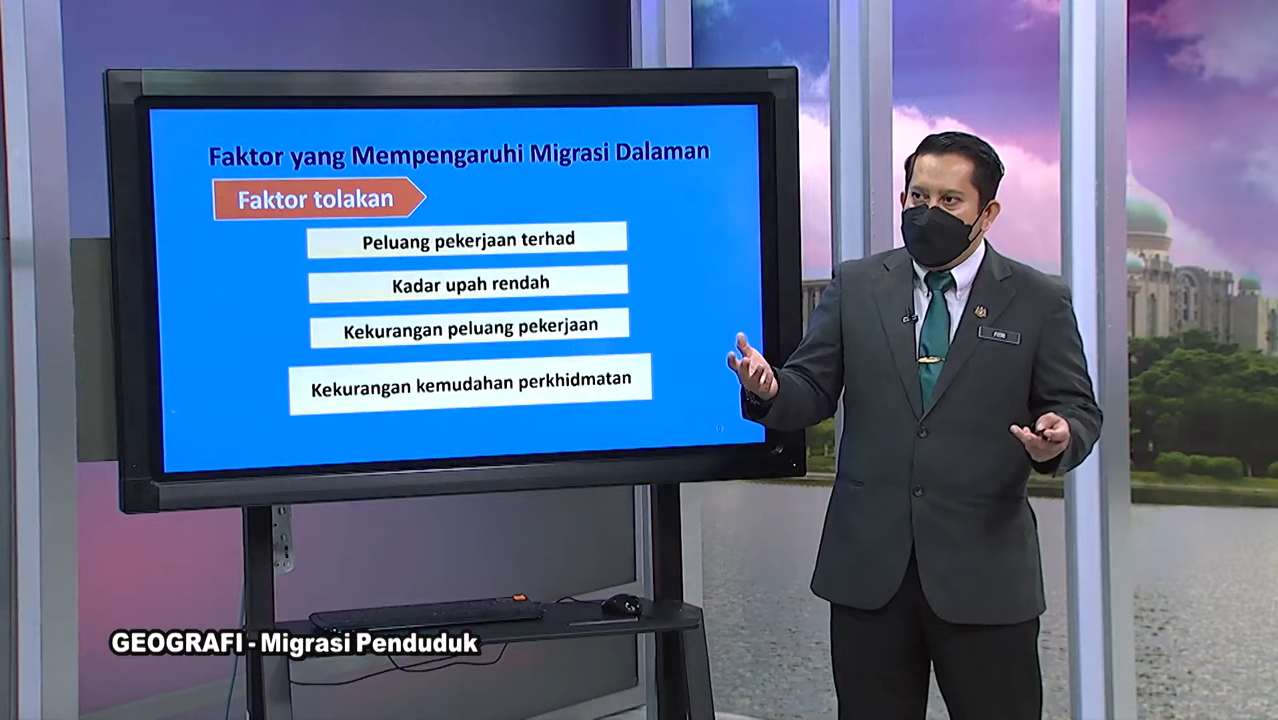 Faktor yang Mempengaruhi Migrasi Dalaman
Faktor tolakan
Peluang pekerjaan terhad
Kadar upah rendah
Kekurangan peluang pekerjaan
Kekurangan kemudahan perkhidmatan
GEOGRAFI - Migrasi Penduduk